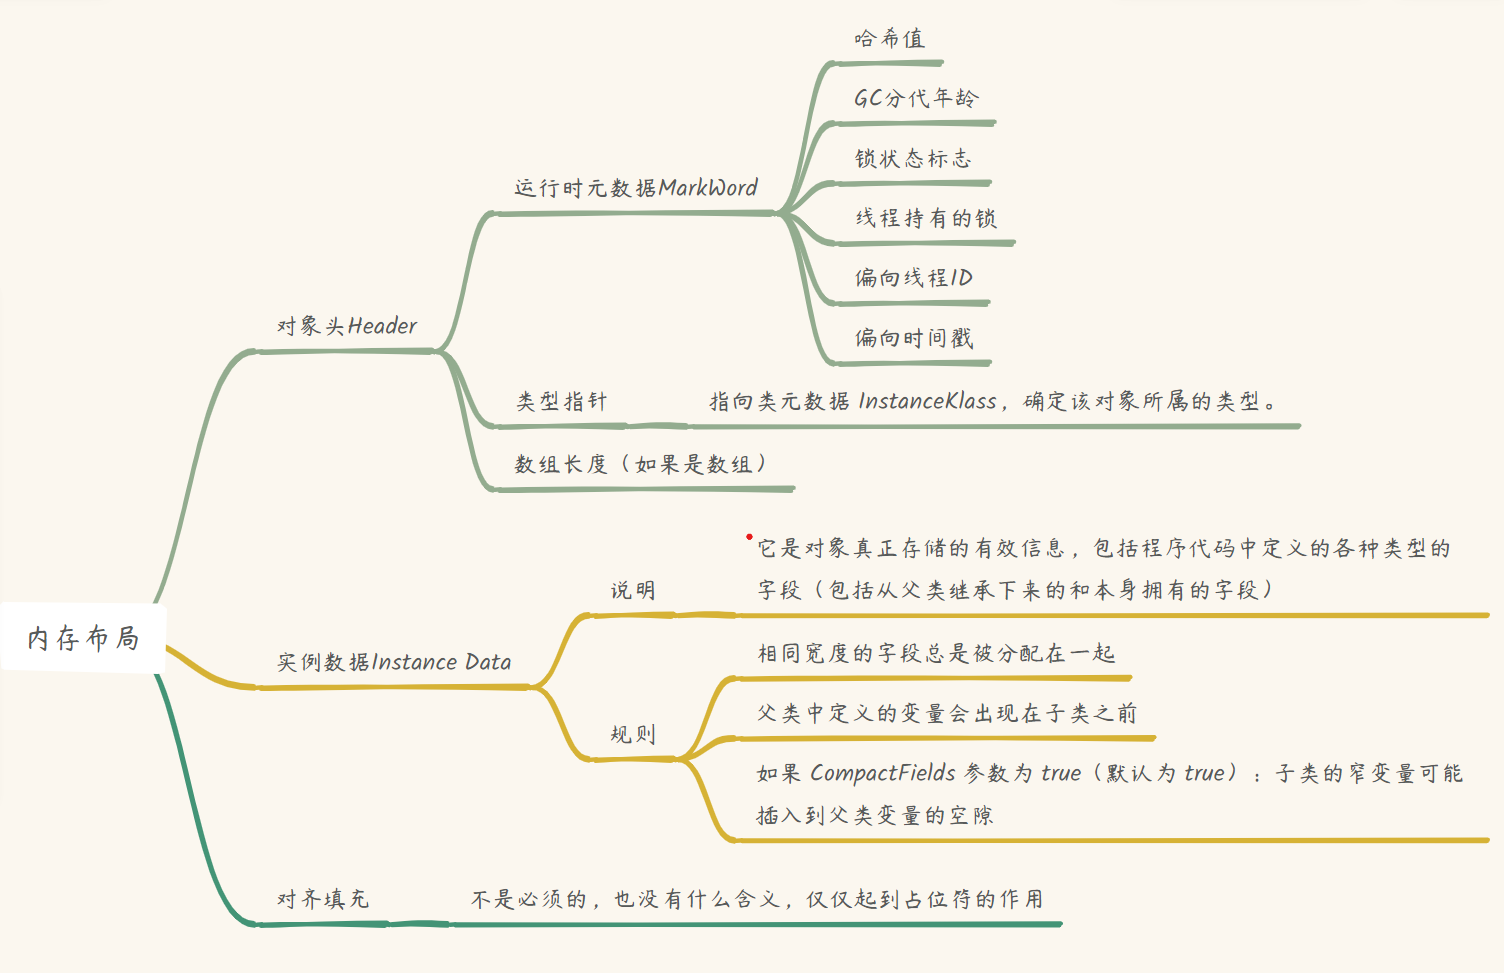 哈希值
GC分代年龄
锁状态标志
运行时元数据MarkWord
线程持有的锁
偏向线程ID
偏向时间戳
对象头Header
类型指针
指向类元数据 InstanceKlass，确定该对象所属的类型。
数组长度（如果是数组）
它是对象真正存储的有效信息，包括程序代码中定义的各种类型的
字段（包括从父类继承下来的和本身拥有的字段）
说明
内存布局
实例数据Instance Data
相同宽度的字段总是被分配在一起
父类中定义的变量会出现在子类之前
规则
如果 CompactFields 参数为 true（默认为 true）：子类的窄变量可能
插入到父类变量的空隙
对齐填充
不是必须的，也没有什么含义，仅仅起到占位符的作用